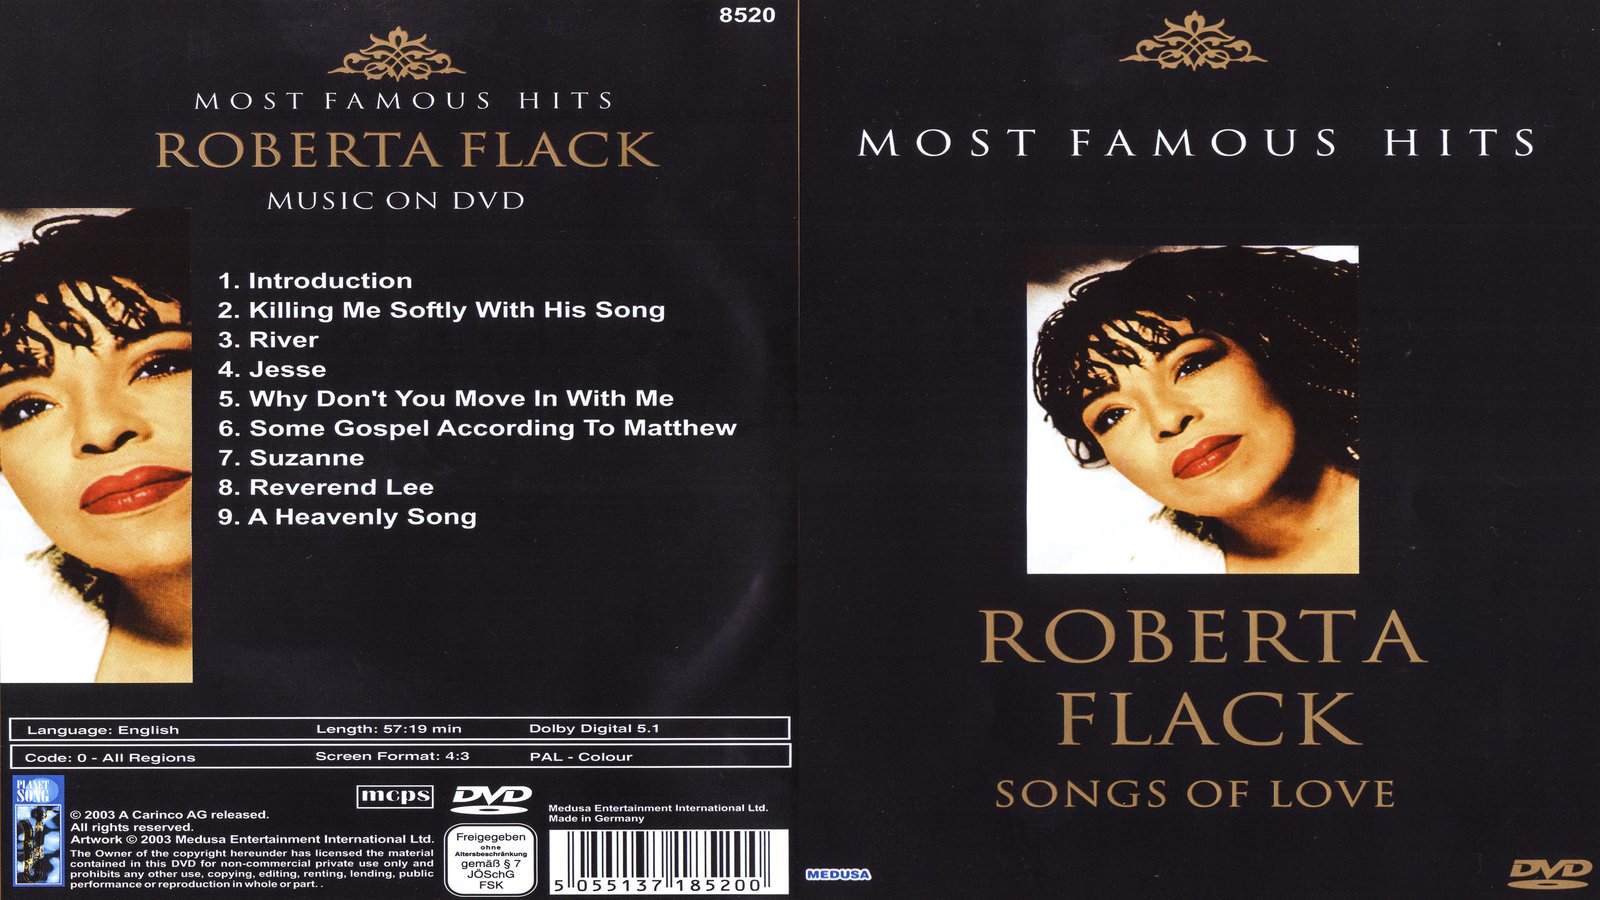 8520
MOST FAMOUS HITS
ROBERTA FLACK
MUSIC ON DVD
1. Introduction
2. Killing Me Softly With His Song
3. River
4. Jesse
5. Why Don't You Move In With Me
6. Some Gospel According To Matthew
7. Suzanne
8. Reverend Lee
9. A Heavenly Song
Language: English Length: 57:19 min Dolby Digital 5.1
Code: 0 - All Regions Screen Format: 4:3 PAL - Colour
PLANET
SONG
© 2003 A Carinco AG released.
All rights reserved.
Artwork © 2003 Medusa Entertainment International Ltd.
The Owner of the copyright hereunder has licensed the material
contained in this DVD for non-commercial private use only and
prohibits any other use, copying, editing, renting, lending, public
performance or reproduction in whole or part. .
mcps
DVD
Freigegeben
ohne
Altersbeschränkung
gemäß § 7
JÖSchG
FSK
Medusa Entertainment International Ltd.
Made in Germany
5 055137 185200
MOST FAMOUS HITS
ROBERTA
FLACK
SONGS OF LOVE
MEDUSA
DVD